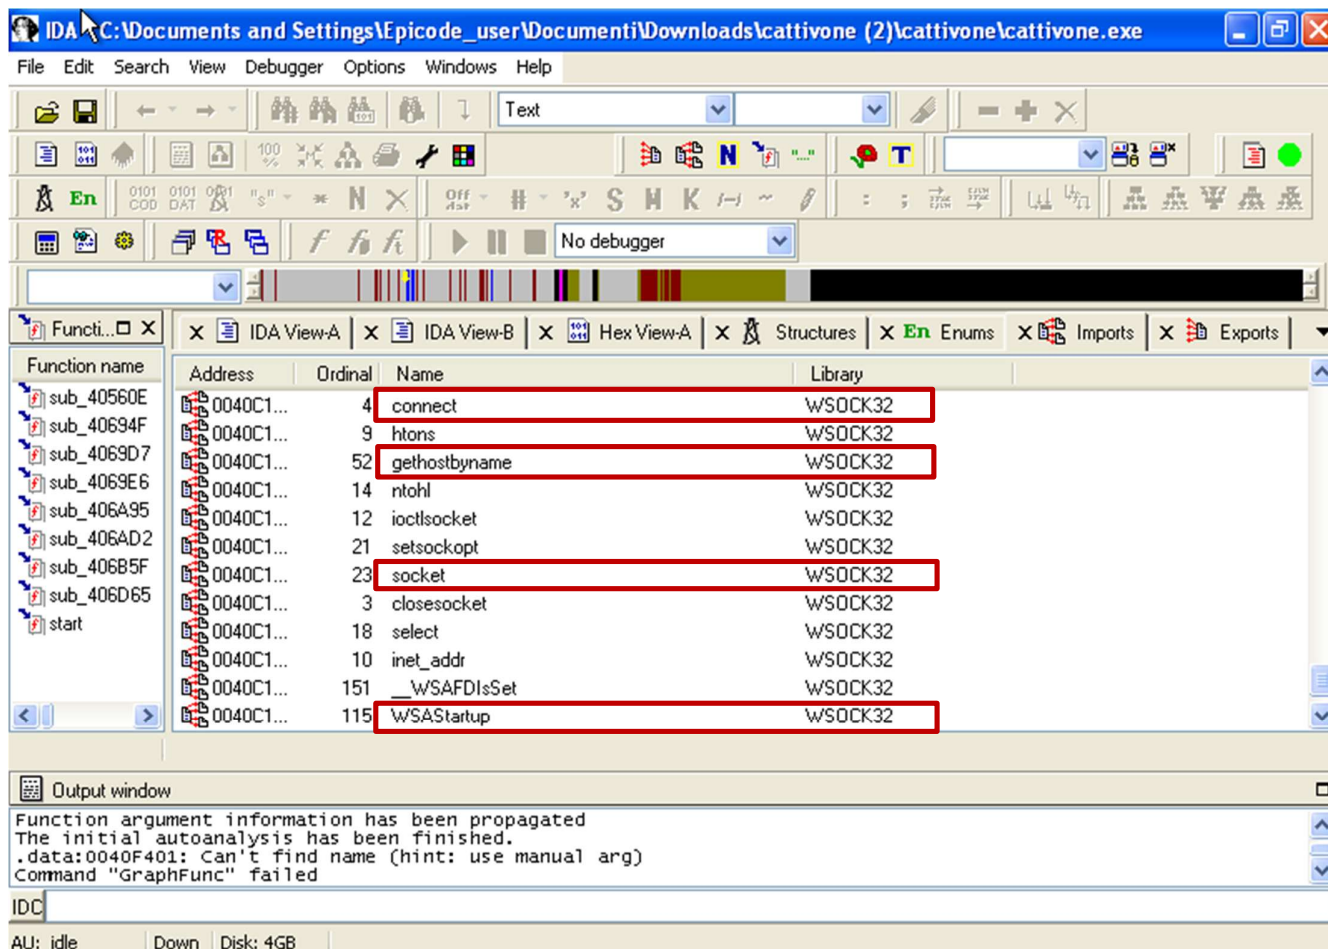 IDA - C:\Documents and Settings\Epicode_user\Documenti\Downloads\cattivone (2)\cattivone\cattivone.exe
File Edit Search View Debugger Options Windows Help
Text
En
No debugger
Functi... IDA View-A IDA View-B Hex View-A Structures En Enums Imports Exports
Function name
sub_40560E
sub_40694F
sub_4069D7
sub_4069E6
sub_406A95
sub_406AD2
sub_406B5F
sub_406D65
start
Address Ordinal Name Library
0040C1... 4 connect WSOCK32
0040C1... 9 htons WSOCK32
0040C1... 52 gethostbyname WSOCK32
0040C1... 14 ntohl WSOCK32
0040C1... 12 ioctlsocket WSOCK32
0040C1... 21 setsockopt WSOCK32
0040C1... 23 socket WSOCK32
0040C1... 3 closesocket WSOCK32
0040C1... 18 select WSOCK32
0040C1... 10 inet_addr WSOCK32
0040C1... 151 __WSAFDIsSet WSOCK32
0040C1... 115 WSAStartup WSOCK32
Output window
Function argument information has been propagated
The initial autoanalysis has been finished.
.data:0040F401: Can't find name (hint: use manual arg)
Command "GraphFunc" failed
IDC
AU: idle Down Disk: 4GB